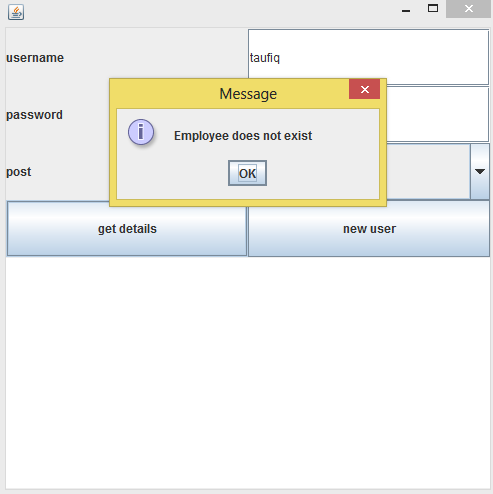 username
taufiq
Message
password
Employee does not exist
OK
post
get details
new user